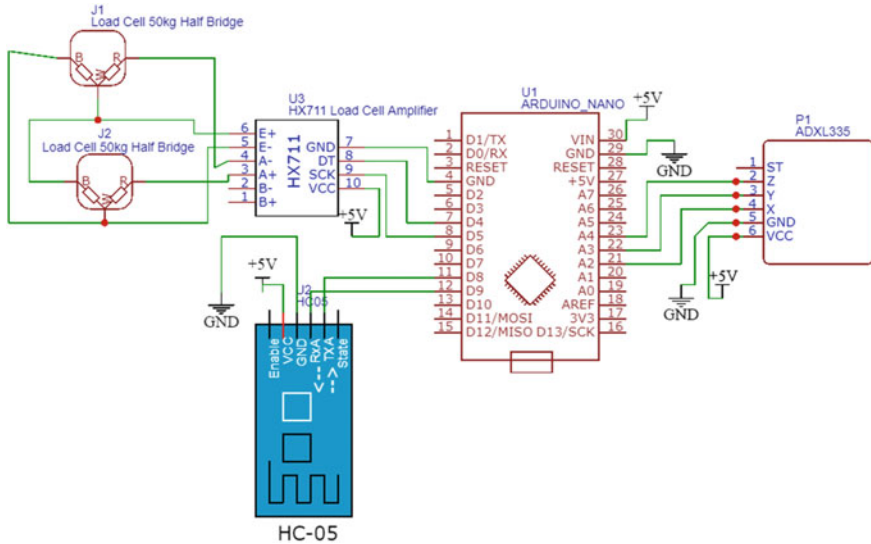 J1
Load Cell 50kg Half Bridge
B
R
W
J2
Load Cell 50kg Half Bridge
B
R
W
U3
HX711 Load Cell Amplifier
HX711
6 E+
5 E-
4 A-
3 A+
2 B-
1 B+
GND 7
DT 8
SCK 9
VCC 10
+5V
U1
ARDUINO_NANO
1 D1/TX
2 D0/RX
3 RESET
4 GND
5 D2
6 D3
7 D4
8 D5
9 D6
10 D7
11 D8
12 D9
13 D10
14 D11/MOSI
15 D12/MISO
VIN 30
GND 29
RESET 28
+5V 27
A7 26
A6 25
A5 24
A4 23
A3 22
A2 21
A1 20
A0 19
AREF 18
3V3 17
D13/SCK 16
+5V
GND
P1
ADXL335
1 ST
2 Z
3 Y
4 X
5 GND
6 VCC
GND
+5V
+5V
GND
J2
HC05
Enable
VCC
GND
RxA
TXA
State
HC-05